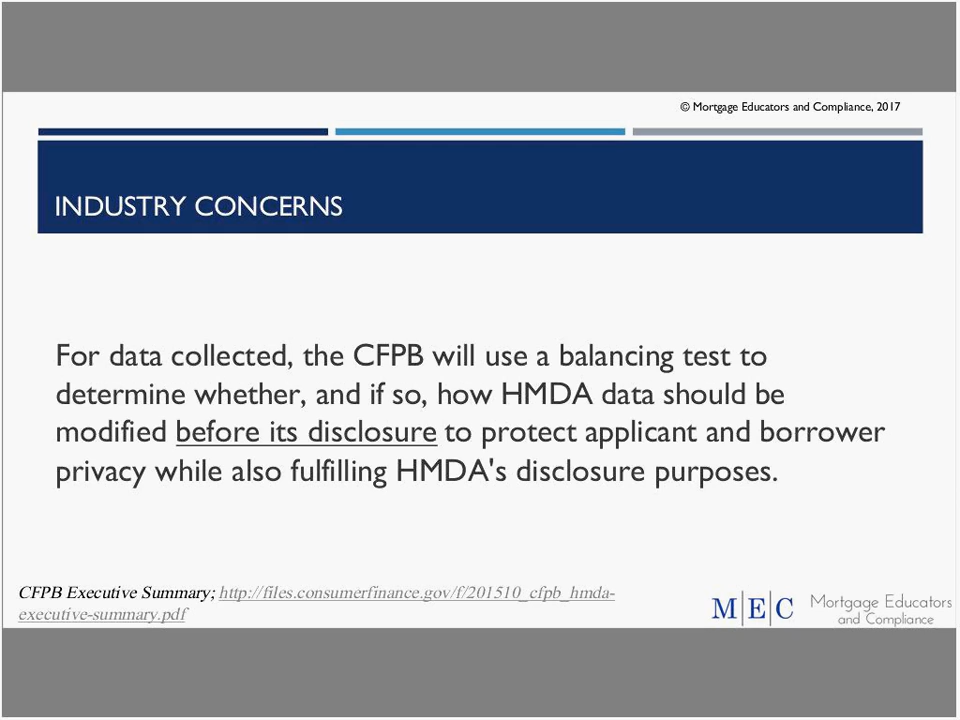 © Mortgage Educators and Compliance, 2017
INDUSTRY CONCERNS
For data collected, the CFPB will use a balancing test to
determine whether, and if so, how HMDA data should be
modified before its disclosure to protect applicant and borrower
privacy while also fulfilling HMDA's disclosure purposes.
CFPB Executive Summary; http://files.consumerfinance.gov/f/201510_cfpb_hmda-
executive-summary.pdf
M|E|C Mortgage Educators
and Compliance